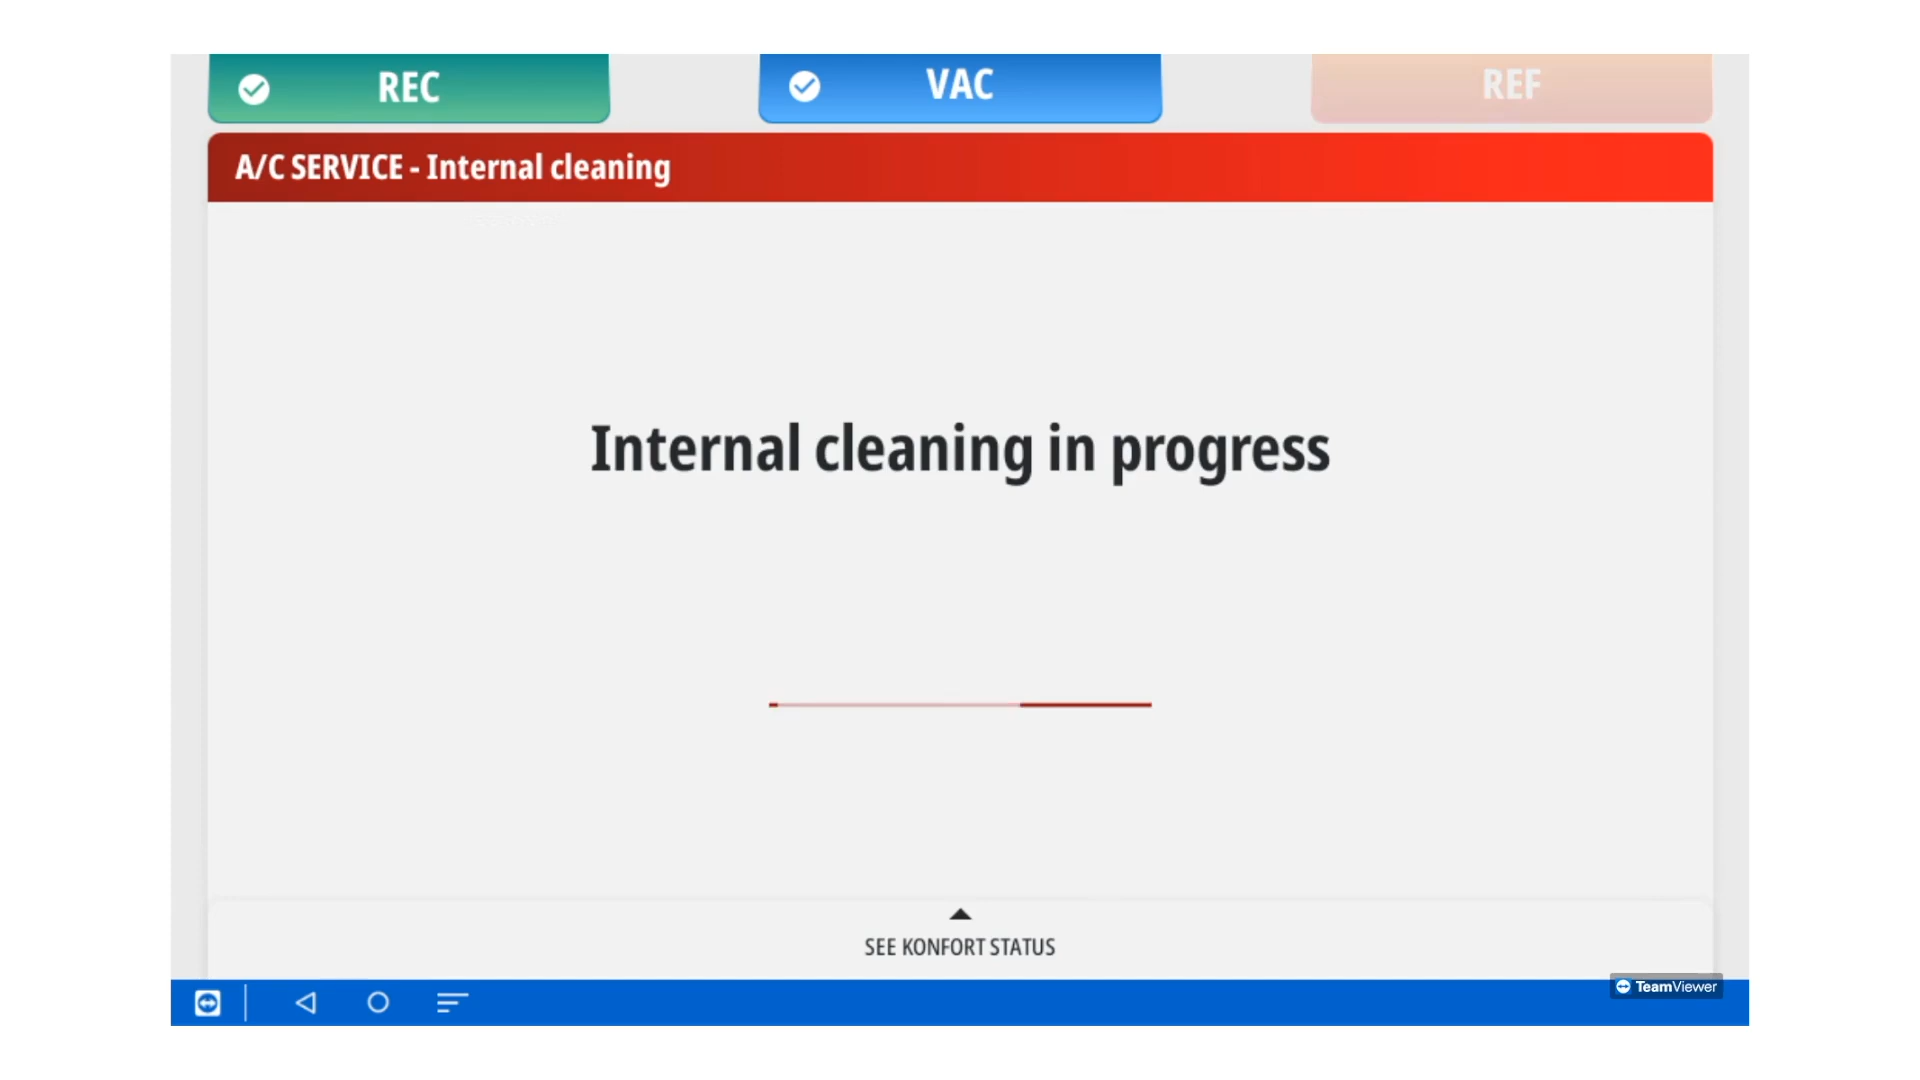 REC
VAC
REF
A/C SERVICE - Internal cleaning
Internal cleaning in progress
SEE KONFORT STATUS
TeamViewer